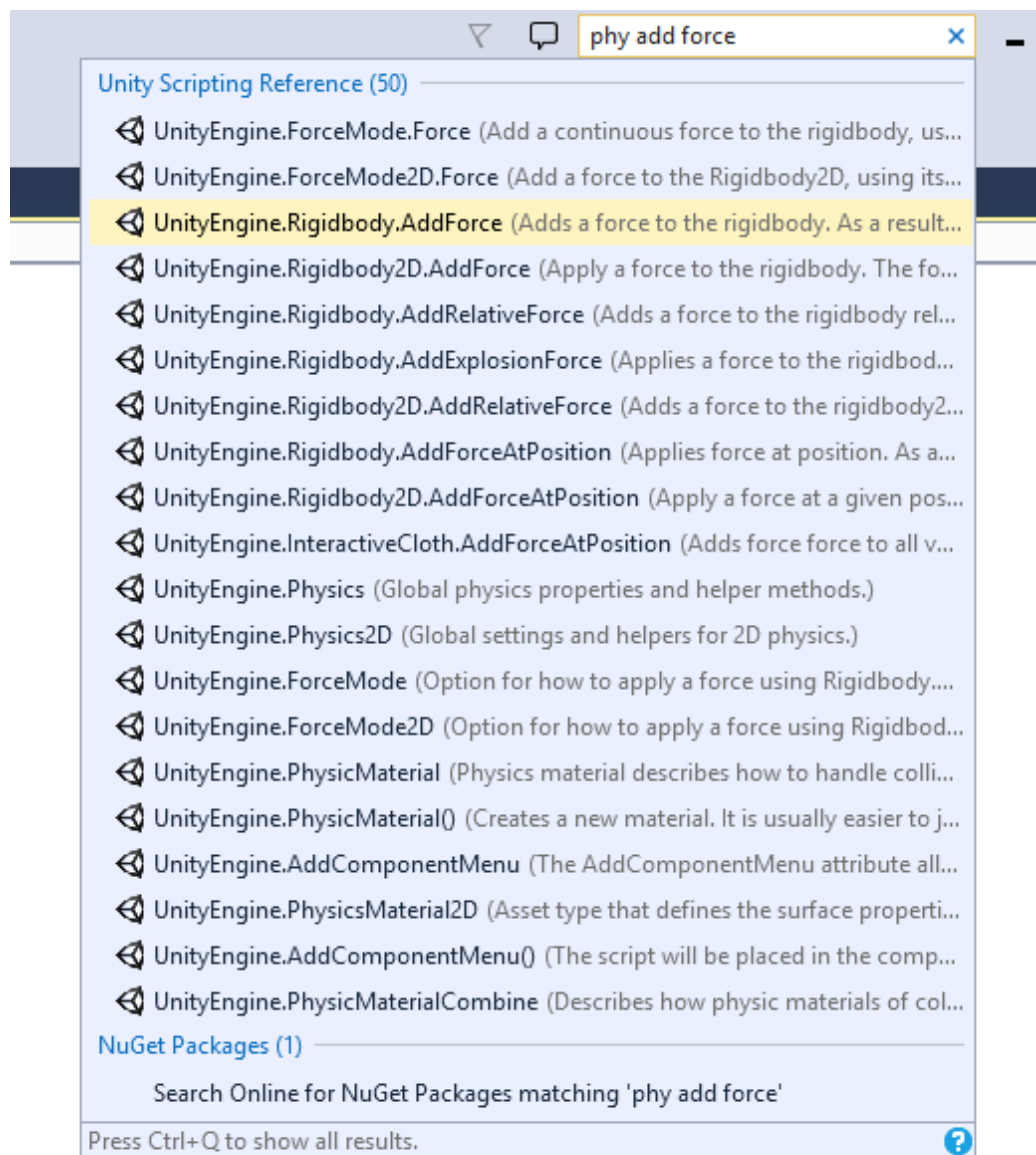 phy add force
Unity Scripting Reference (50)
UnityEngine.ForceMode.Force (Add a continuous force to the rigidbody, us...
UnityEngine.ForceMode2D.Force (Add a force to the Rigidbody2D, using its...
UnityEngine.Rigidbody.AddForce (Adds a force to the rigidbody. As a result...
UnityEngine.Rigidbody2D.AddForce (Apply a force to the rigidbody. The fo...
UnityEngine.Rigidbody.AddRelativeForce (Adds a force to the rigidbody rel...
UnityEngine.Rigidbody.AddExplosionForce (Applies a force to the rigidbod...
UnityEngine.Rigidbody2D.AddRelativeForce (Adds a force to the rigidbody2...
UnityEngine.Rigidbody.AddForceAtPosition (Applies force at position. As a...
UnityEngine.Rigidbody2D.AddForceAtPosition (Apply a force at a given pos...
UnityEngine.InteractiveCloth.AddForceAtPosition (Adds force force to all v...
UnityEngine.Physics (Global physics properties and helper methods.)
UnityEngine.Physics2D (Global settings and helpers for 2D physics.)
UnityEngine.ForceMode (Option for how to apply a force using Rigidbody....
UnityEngine.ForceMode2D (Option for how to apply a force using Rigidbod...
UnityEngine.PhysicMaterial (Physics material describes how to handle colli...
UnityEngine.PhysicMaterial() (Creates a new material. It is usually easier to j...
UnityEngine.AddComponentMenu (The AddComponentMenu attribute all...
UnityEngine.PhysicsMaterial2D (Asset type that defines the surface properti...
UnityEngine.AddComponentMenu() (The script will be placed in the comp...
UnityEngine.PhysicMaterialCombine (Describes how physic materials of col...
NuGet Packages (1)
Search Online for NuGet Packages matching 'phy add force'
Press Ctrl+Q to show all results.